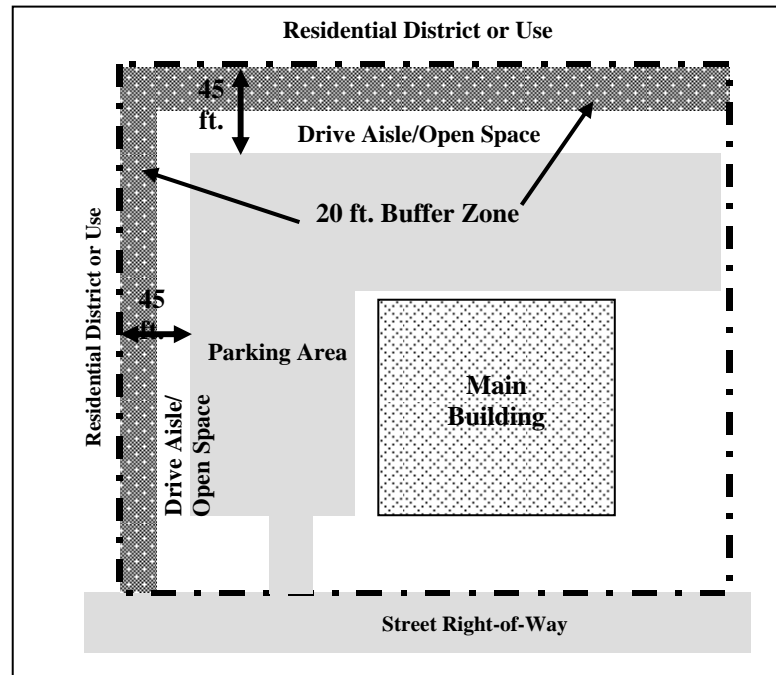 Residential District or Use
45
ft.
Drive Aisle/Open Space
20 ft. Buffer Zone
Residential District or Use
45
ft.
Parking Area
Main
Building
Drive Aisle/
Open Space
Street Right-of-Way